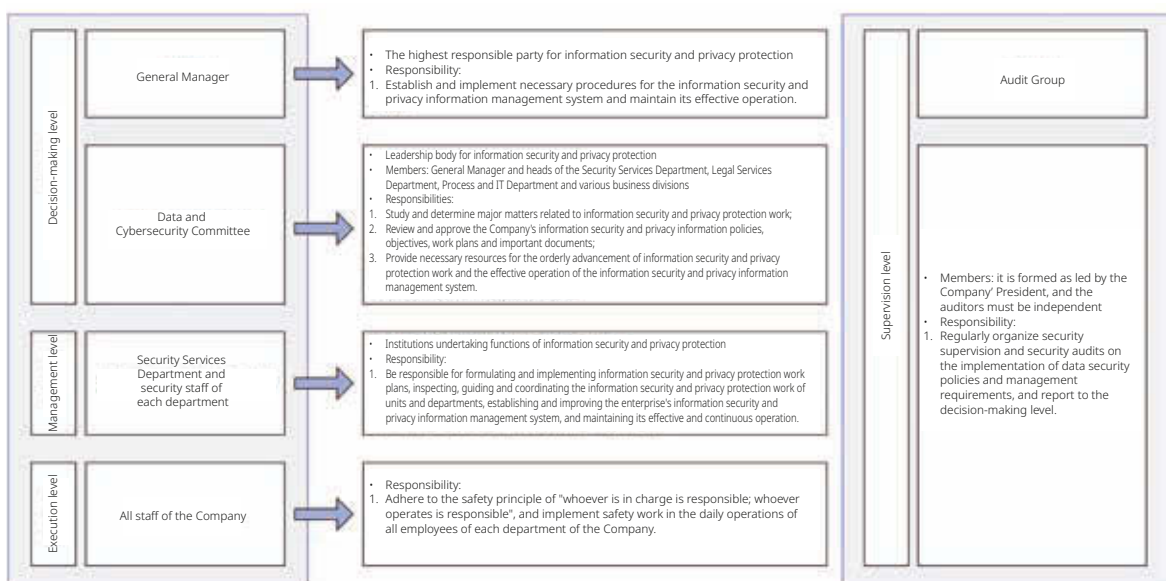 Decision-making level
General Manager
• The highest responsible party for information security and privacy protection
• Responsibility:
1. Establish and implement necessary procedures for the information security and
privacy information management system and maintain its effective operation.
Data and
Cybersecurity Committee
• Leadership body for information security and privacy protection
• Members: General Manager and heads of the Security Services Department, Legal Services
Department, Process and IT Department and various business divisions
• Responsibilities:
1. Study and determine major matters related to information security and privacy protection work;
2. Review and approve the Company's information security and privacy information policies,
objectives, work plans and important documents;
3. Provide necessary resources for the orderly advancement of information security and privacy
protection work and the effective operation of the information security and privacy information
management system.
Management level
Security Services
Department and
security staff of
each department
• Institutions undertaking functions of information security and privacy protection
• Responsibility:
1. Be responsible for formulating and implementing information security and privacy protection work
plans, inspecting, guiding and coordinating the information security and privacy protection work of
units and departments, establishing and improving the enterprise's information security and
privacy information management system, and maintaining its effective and continuous operation.
Execution level
All staff of the Company
• Responsibility:
1. Adhere to the safety principle of "whoever is in charge is responsible; whoever
operates is responsible", and implement safety work in the daily operations of
all employees of each department of the Company.
Supervision level
Audit Group
• Members: it is formed as led by the
Company' President, and the
auditors must be independent
• Responsibility:
1. Regularly organize security
supervision and security audits on
the implementation of data security
policies and management
requirements, and report to the
decision-making level.